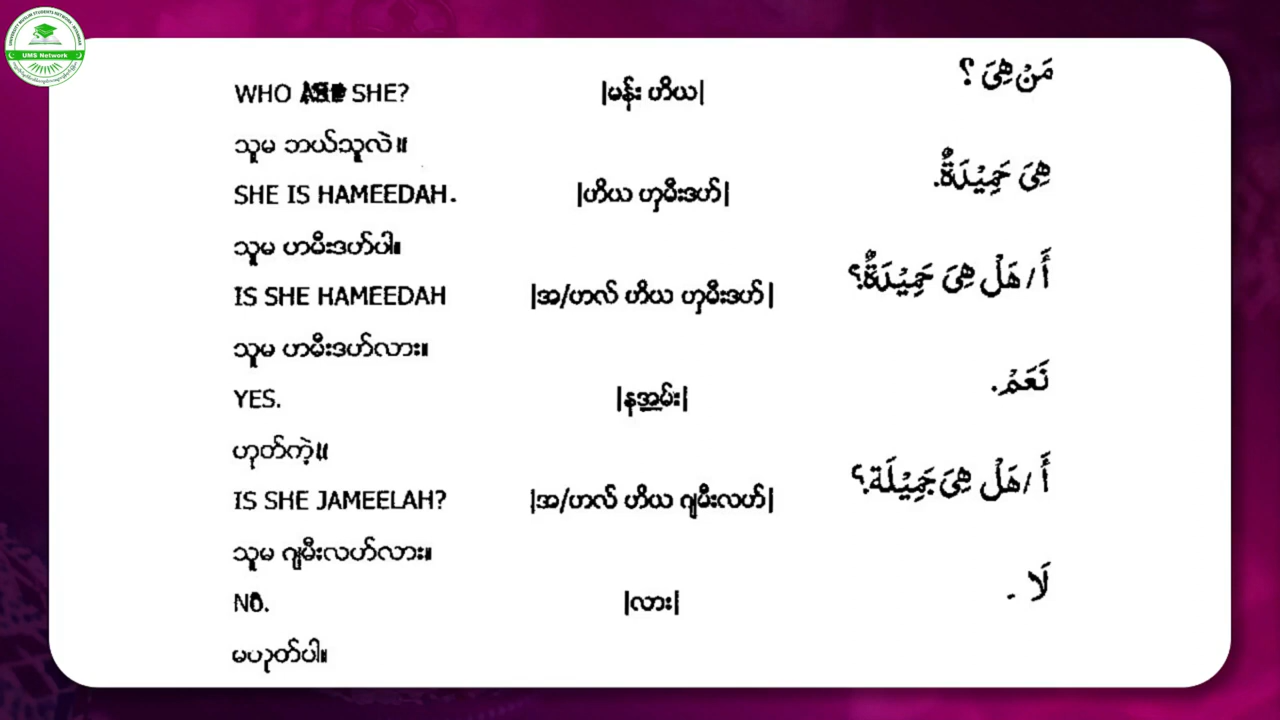 UMS Network
WHO SHE? |မန်း ဟိယ| مَنْ هِيَ ؟
သူမ ဘယ်သူလဲ။
SHE IS HAMEEDAH. |ဟိယ ဟှမီးဒဟ်| هِيَ حَمِيْدَةٌ.
သူမ ဟာမီးဒဟ်ပါ။
IS SHE HAMEEDAH |အ/ဟလ် ဟိယ ဟှမီးဒဟ်| أَ/ هَلْ هِيَ حَمِيْدَةٌ؟
သူမ ဟာမီးဒဟ်လား။
YES. |နအမ်း| نَعَمْ.
ဟုတ်ကဲ့။
IS SHE JAMEELAH? |အ/ဟလ် ဟိယ ဂျမီးလဟ်| أَ/ هَلْ هِيَ جَمِيْلَة؟
သူမ ဂျမီးလဟ်လား။
NO. |လား| لَا .
မဟုတ်ပါ။